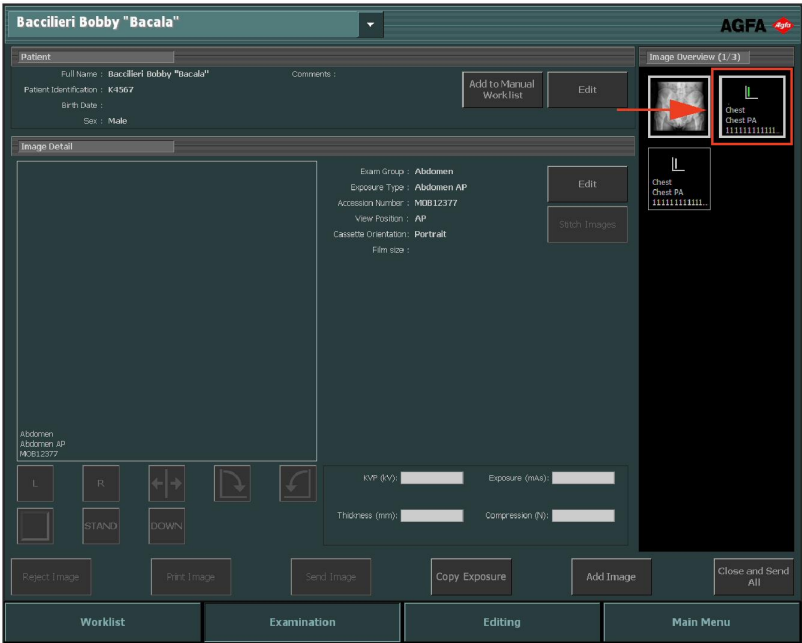 Baccilieri Bobby "Bacala"
AGFA
Agfa
Patient
Full Name : Baccilieri Bobby "Bacala"
Comments :
Patient Identification : K4567
Birth Date :
Sex : Male
Add to Manual
Worklist
Edit
Image Overview (1/3)
Chest
Chest PA
111111111111...
Chest
Chest PA
111111111111...
Image Detail
Exam Group : Abdomen
Exposure Type : Abdomen AP
Accession Number : MOB12377
View Position : AP
Cassette Orientation: Portrait
Film size :
Edit
Stitch Images
Abdomen
Abdomen AP
MOB12377
L
R
STAND
DOWN
KVP (kV):
Exposure (mAs):
Thickness (mm):
Compression (N):
Reject Image
Print Image
Send Image
Copy Exposure
Add Image
Close and Send
All
Worklist
Examination
Editing
Main Menu